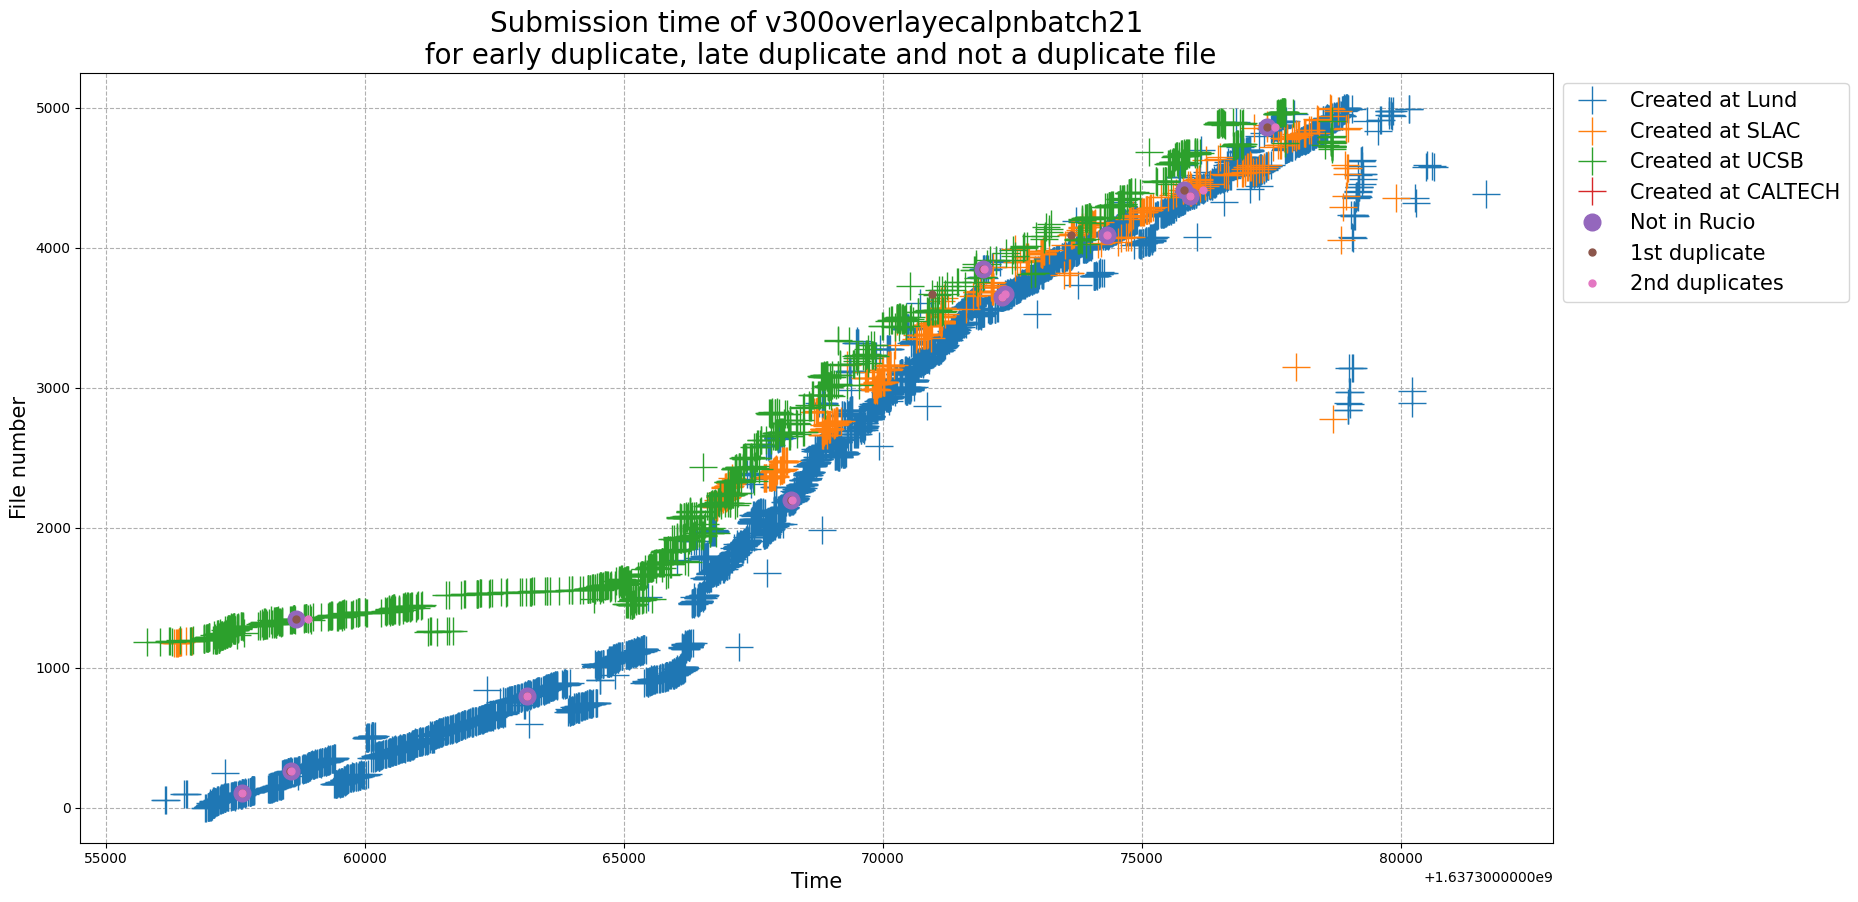 Submission time of v300overlayecalpnbatch21
for early duplicate, late duplicate and not a duplicate file
File number
5000
4000
3000
2000
1000
0
55000
60000
65000
70000
75000
80000
+1.6373000000e9
Time
Created at Lund
Created at SLAC
Created at UCSB
Created at CALTECH
Not in Rucio
1st duplicate
2nd duplicates